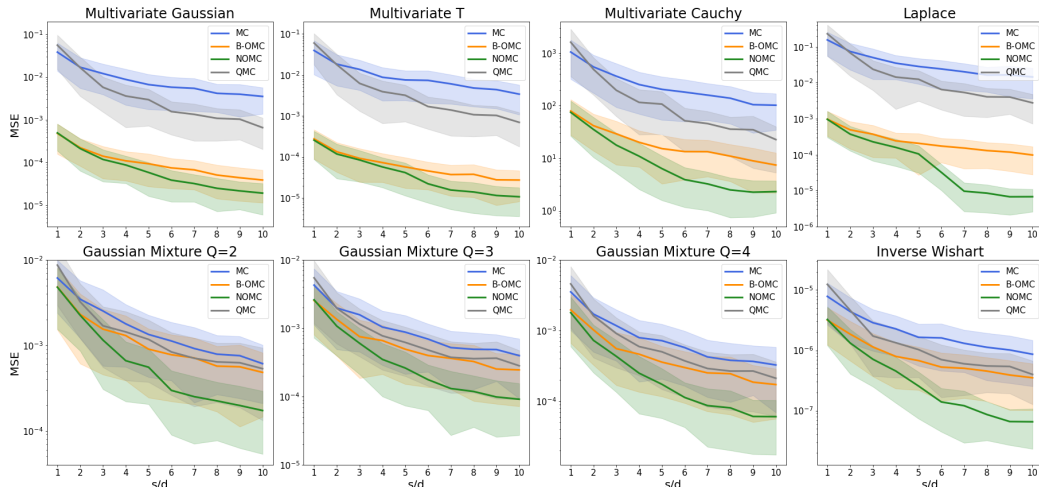 Multivariate Gaussian
MSE
10⁻¹
10⁻²
10⁻³
10⁻⁴
10⁻⁵
1 2 3 4 5 6 7 8 9 10
MC
B-OMC
NOMC
QMC
Multivariate T
10⁻¹
10⁻²
10⁻³
10⁻⁴
10⁻⁵
1 2 3 4 5 6 7 8 9 10
MC
B-OMC
NOMC
QMC
Multivariate Cauchy
10³
10²
10¹
10⁰
1 2 3 4 5 6 7 8 9 10
MC
B-OMC
NOMC
QMC
Laplace
10⁻¹
10⁻²
10⁻³
10⁻⁴
10⁻⁵
10⁻⁶
1 2 3 4 5 6 7 8 9 10
MC
B-OMC
NOMC
QMC
Gaussian Mixture Q=2
MSE
10⁻²
10⁻³
10⁻⁴
1 2 3 4 5 6 7 8 9 10
s/d
MC
B-OMC
NOMC
QMC
Gaussian Mixture Q=3
10⁻²
10⁻³
10⁻⁴
10⁻⁵
1 2 3 4 5 6 7 8 9 10
s/d
MC
B-OMC
NOMC
QMC
Gaussian Mixture Q=4
10⁻²
10⁻³
10⁻⁴
1 2 3 4 5 6 7 8 9 10
s/d
MC
B-OMC
NOMC
QMC
Inverse Wishart
10⁻⁵
10⁻⁶
10⁻⁷
1 2 3 4 5 6 7 8 9 10
s/d
MC
B-OMC
NOMC
QMC